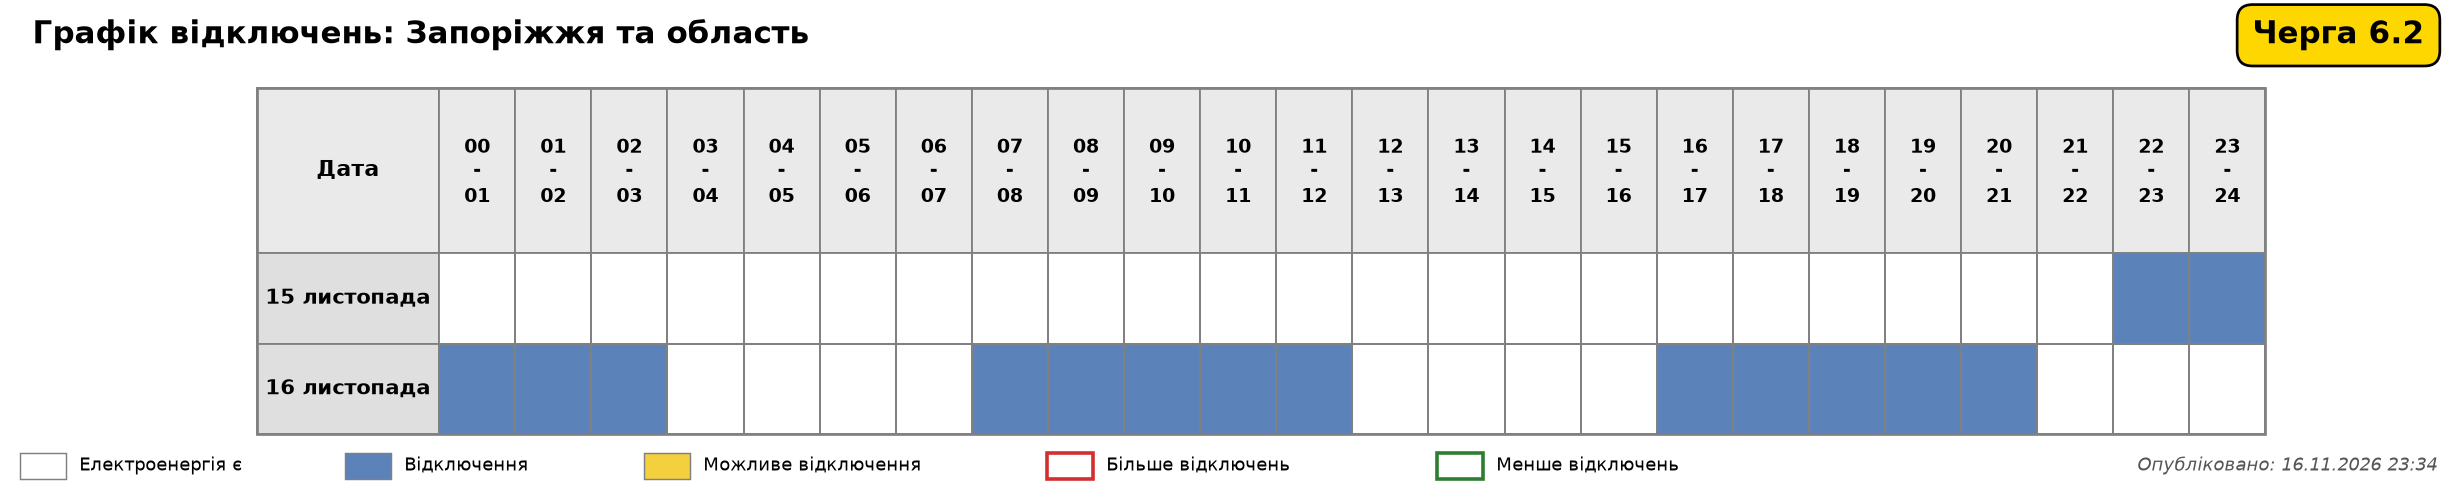 Графік відключень: Запоріжжя та область
Черга 6.2
Дата 00 - 01 01 - 02 02 - 03 03 - 04 04 - 05 05 - 06 06 - 07 07 - 08 08 - 09 09 - 10 10 - 11 11 - 12 12 - 13 13 - 14 14 - 15 15 - 16 16 - 17 17 - 18 18 - 19 19 - 20 20 - 21 21 - 22 22 - 23 23 - 24
15 листопада
16 листопада
Електроенергія є Відключення Можливе відключення Більше відключень Менше відключень
Опубліковано: 16.11.2026 23:34